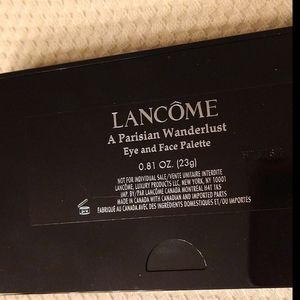 LANCÔME
A Parisian Wanderlust
Eye and Face Palette
0.81 OZ. (23g)
NOT FOR INDIVIDUAL SALE/VENTE UNITAIRE INTERDITE
LANCÔME, LUXURY PRODUCTS LLC, NEW YORK, NY 10001
IMP. BY/PAR LANCÔME CANADA MONTRÉAL H4T 1K5
MADE IN CANADA WITH CANADIAN AND IMPORTED PARTS
FABRIQUÉ AU CANADA AVEC DES INGRÉDIENTS DOMESTIQUES ET/OU IMPORTÉS